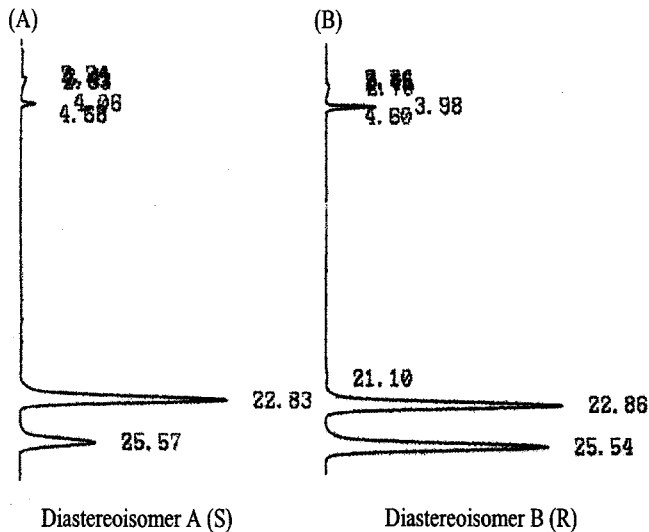 (A)
4.06
4.68
22.83
25.57
Diastereoisomer A (S)
(B)
3.98
4.60
21.10
22.86
25.54
Diastereoisomer B (R)